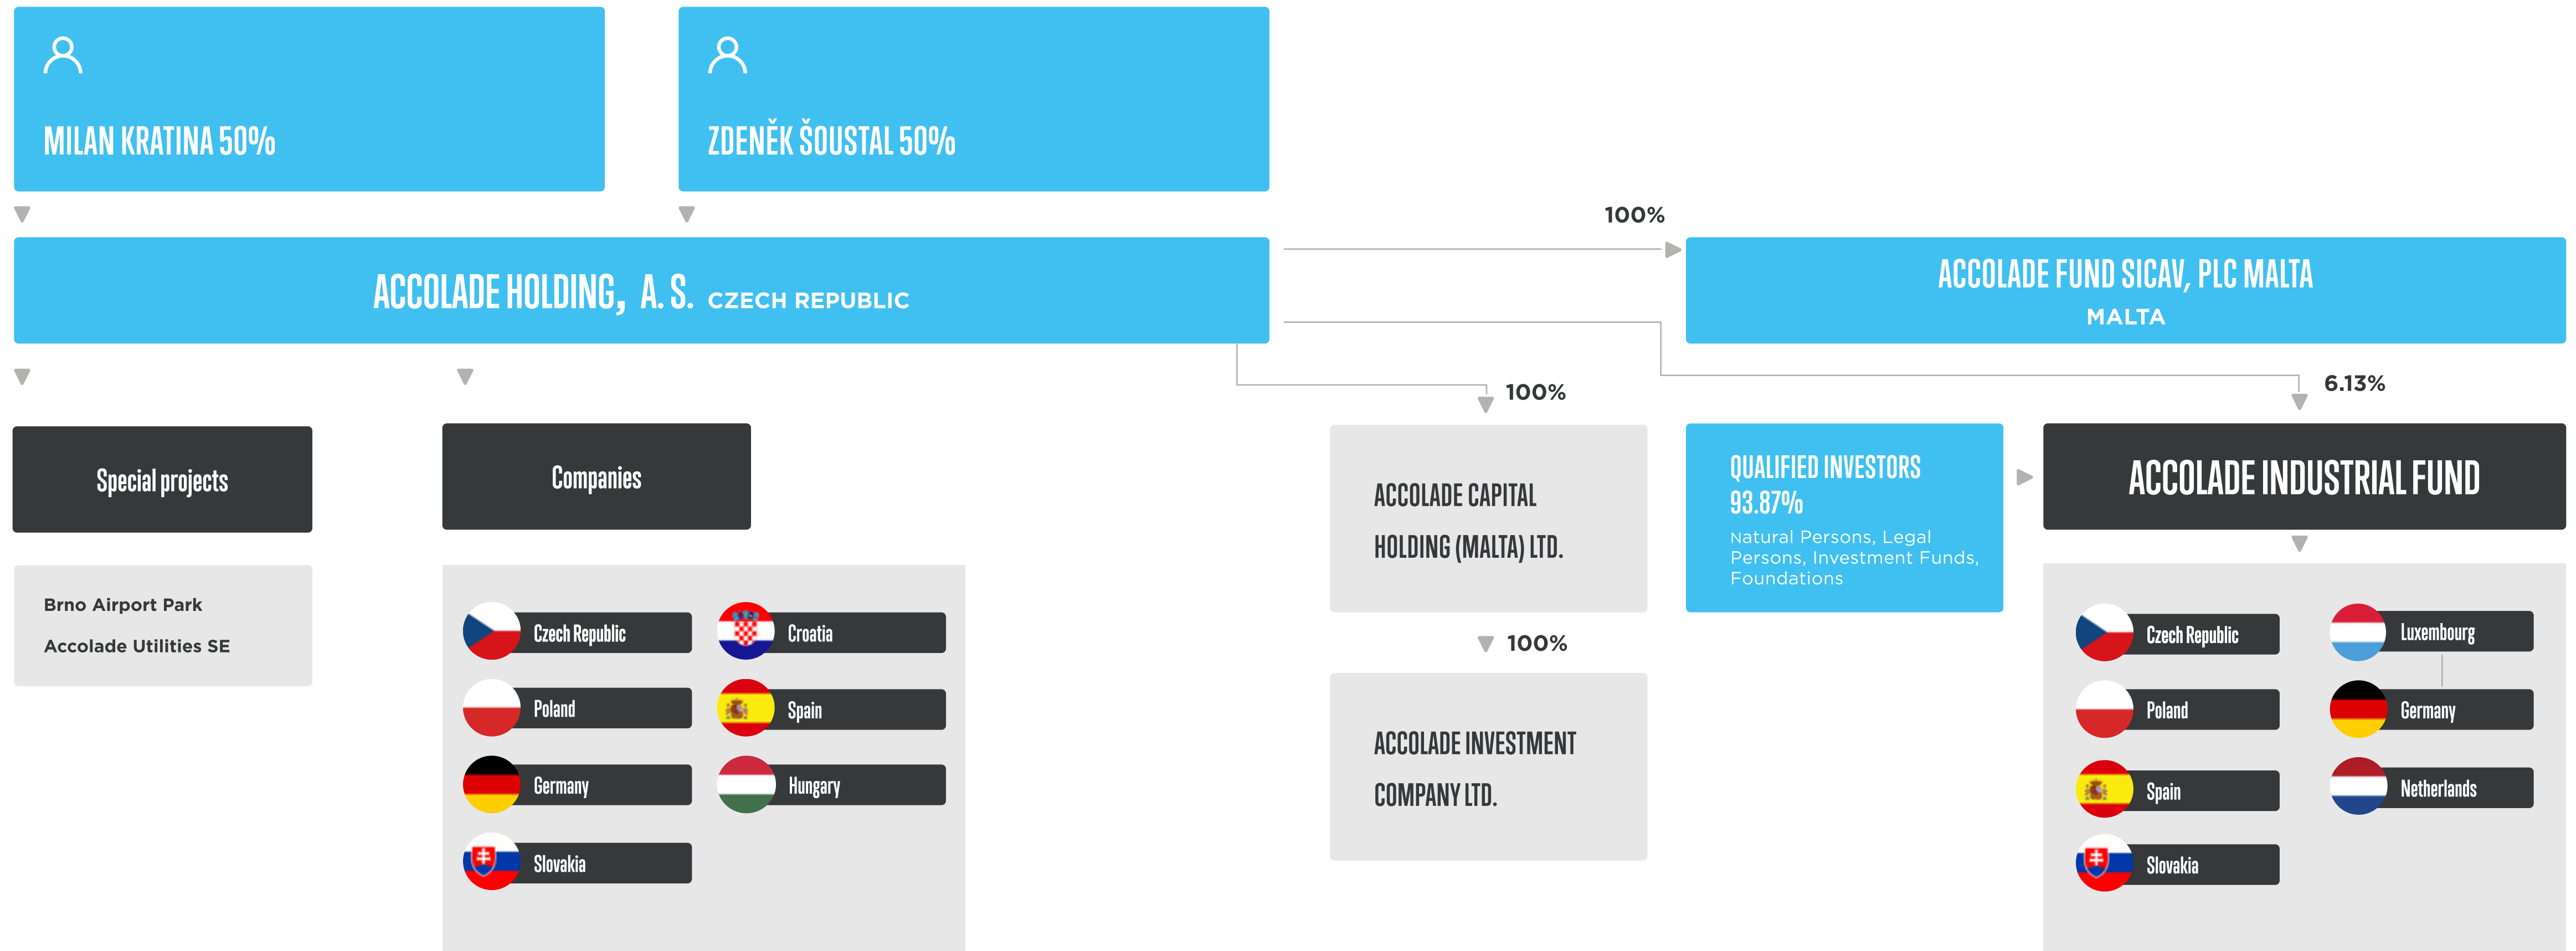 MILAN KRATINA 50%
ZDENĚK ŠOUSTAL 50%
ACCOLADE HOLDING, A. S. CZECH REPUBLIC
100%
ACCOLADE FUND SICAV, PLC MALTA
MALTA
100%
6.13%
Special projects
Companies
ACCOLADE CAPITAL
HOLDING (MALTA) LTD.
QUALIFIED INVESTORS
93.87%
Natural Persons, Legal
Persons, Investment Funds,
Foundations
ACCOLADE INDUSTRIAL FUND
Brno Airport Park
Accolade Utilities SE
Czech Republic
Croatia
Poland
Spain
Germany
Hungary
Slovakia
100%
ACCOLADE INVESTMENT
COMPANY LTD.
Czech Republic
Luxembourg
Poland
Germany
Spain
Netherlands
Slovakia